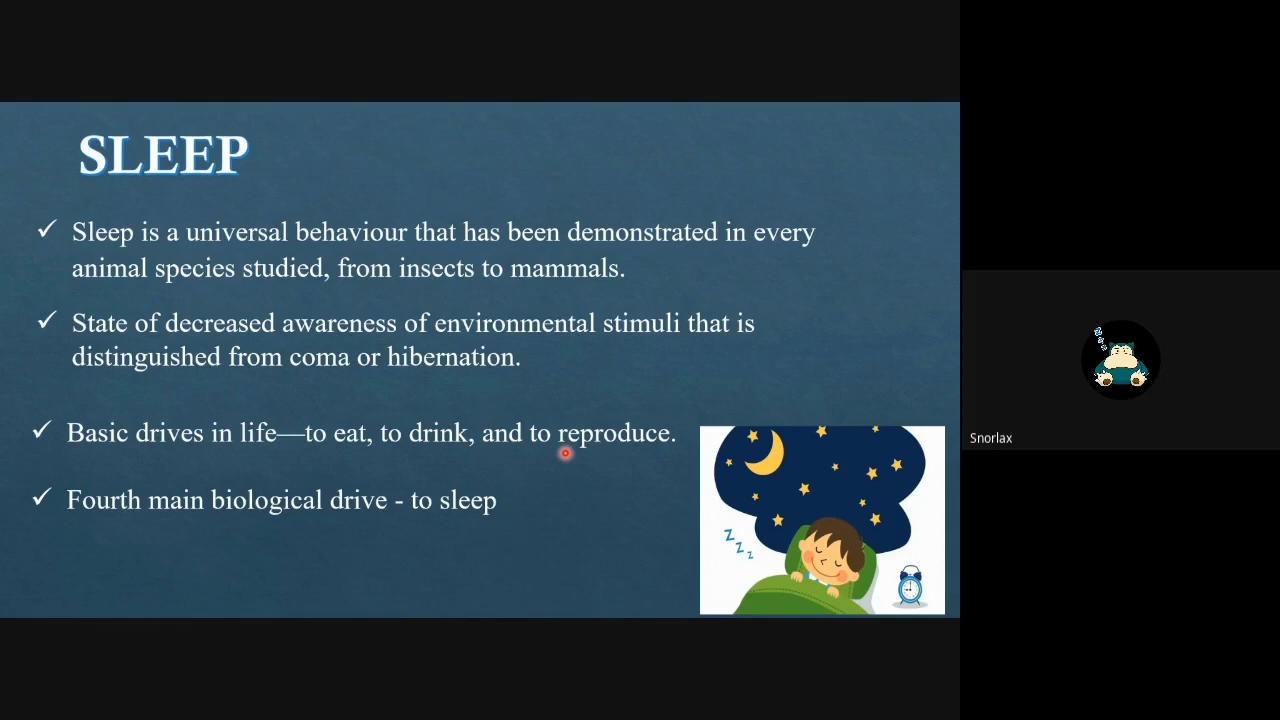 SLEEP
✓ Sleep is a universal behaviour that has been demonstrated in every
animal species studied, from insects to mammals.
✓ State of decreased awareness of environmental stimuli that is
distinguished from coma or hibernation.
✓ Basic drives in life—to eat, to drink, and to reproduce.
✓ Fourth main biological drive - to sleep
Z Z Z
Snorlax